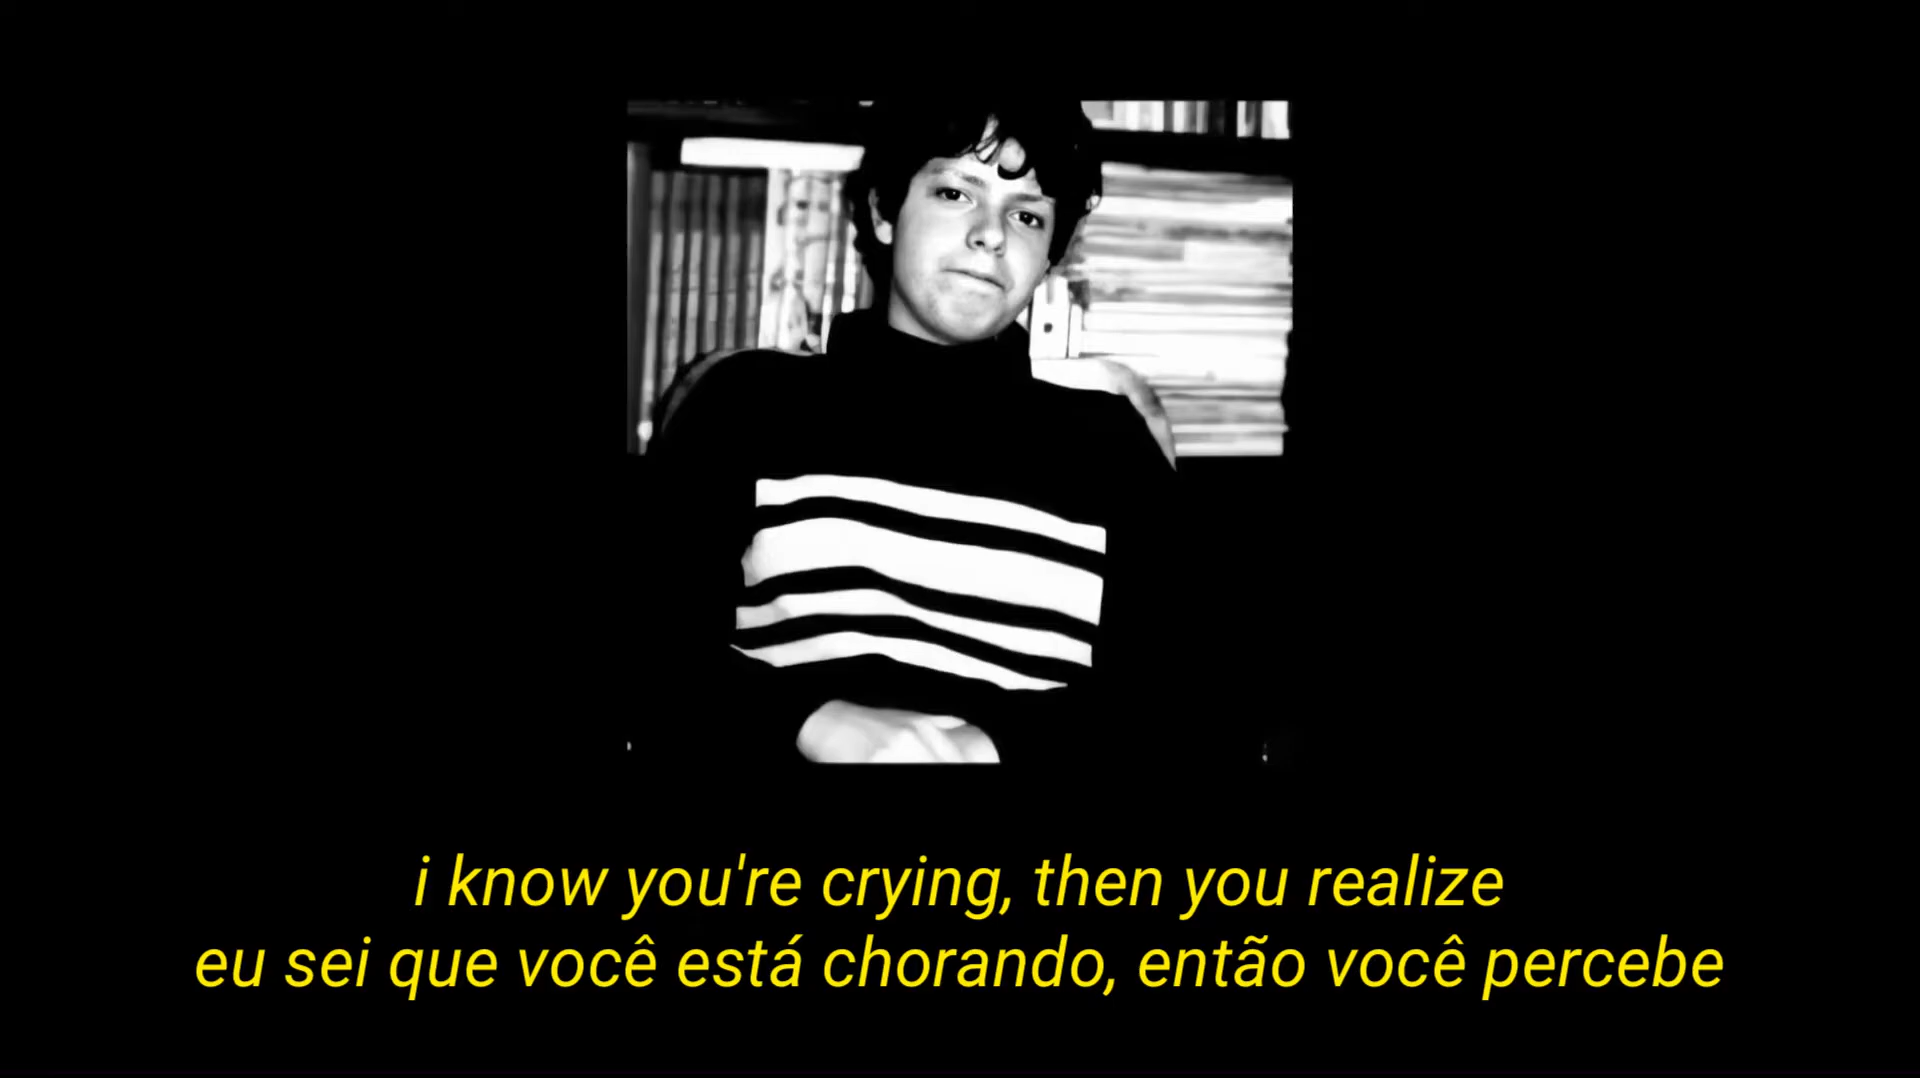 i know you're crying, then you realize
eu sei que você está chorando, então você percebe